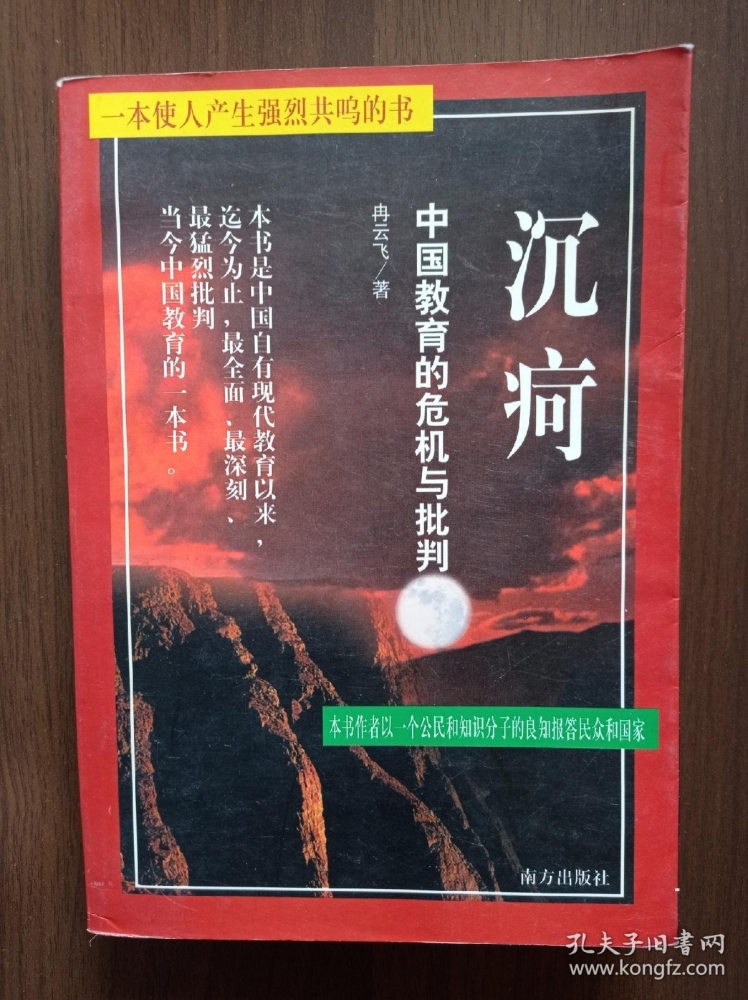 一本使人产生强烈共呜的书
沉疴
中国教育的危机与批判
冉云飞/著
本书是中国自有现代教育以来，
迄今为止，最全面、最深刻、
最猛烈批判
当今中国教育的一本书。
本书作者以一个公民和知识分子的良知报答民众和国家
南方出版社
孔夫子旧書网
www.kongfz.com